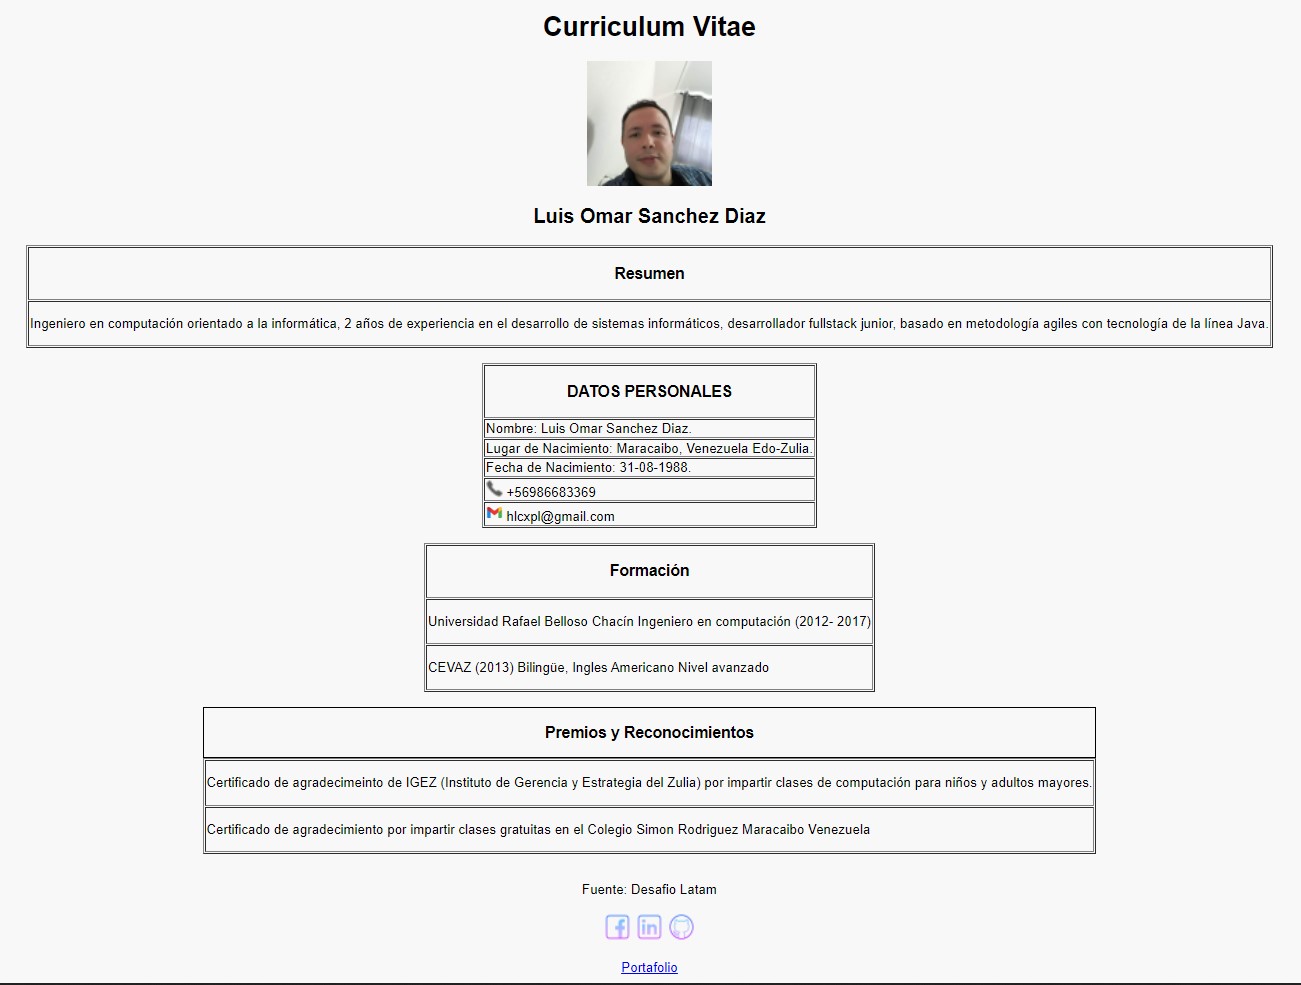 Curriculum Vitae
Luis Omar Sanchez Diaz
Resumen
Ingeniero en computación orientado a la informática, 2 años de experiencia en el desarrollo de sistemas informáticos, desarrollador fullstack junior, basado en metodología agiles con tecnología de la línea Java.
DATOS PERSONALES
Nombre: Luis Omar Sanchez Diaz.
Lugar de Nacimiento: Maracaibo, Venezuela Edo-Zulia.
Fecha de Nacimiento: 31-08-1988.
+56986683369
hlcxpl@gmail.com
Formación
Universidad Rafael Belloso Chacín Ingeniero en computación (2012- 2017)
CEVAZ (2013) Bilingüe, Ingles Americano Nivel avanzado
Premios y Reconocimientos
Certificado de agradecimeinto de IGEZ (Instituto de Gerencia y Estrategia del Zulia) por impartir clases de computación para niños y adultos mayores.
Certificado de agradecimiento por impartir clases gratuitas en el Colegio Simon Rodriguez Maracaibo Venezuela
Fuente: Desafio Latam
Portafolio